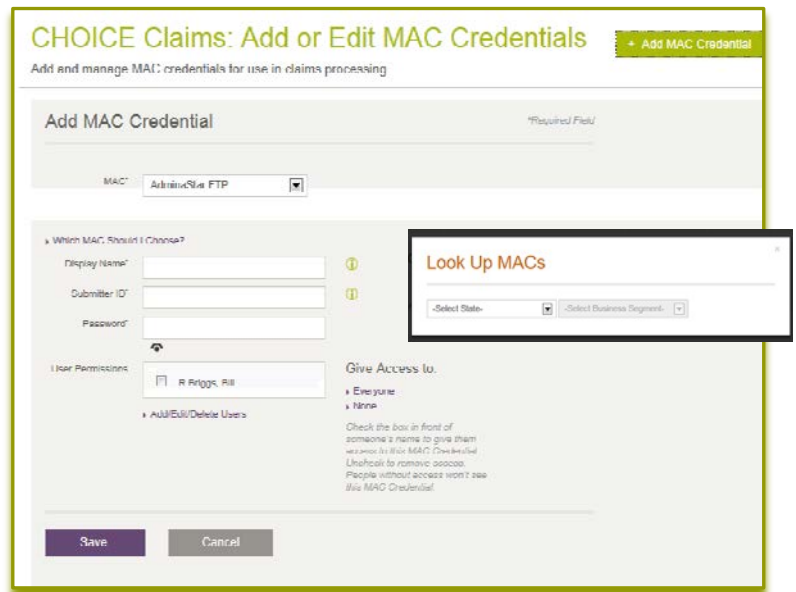 CHOICE Claims: Add or Edit MAC Credentials
+ Add MAC Credential
Add and manage MAC credentials for use in claims processing
Add MAC Credential
*Required Field
MAC*
AdminaStar FTP
Which MAC Should I Choose?
Display Name*
Submitter ID*
Password*
User Permissions
R Briggs, Bill
Add/Edit/Delete Users
Give Access to:
Everyone
None
Check the box in front of
someone's name to give them
access to this MAC Credential.
Uncheck to remove access.
People without access won't see
this MAC Credential.
Save
Cancel
Look Up MACs
×
-Select State-
-Select Business Segment-